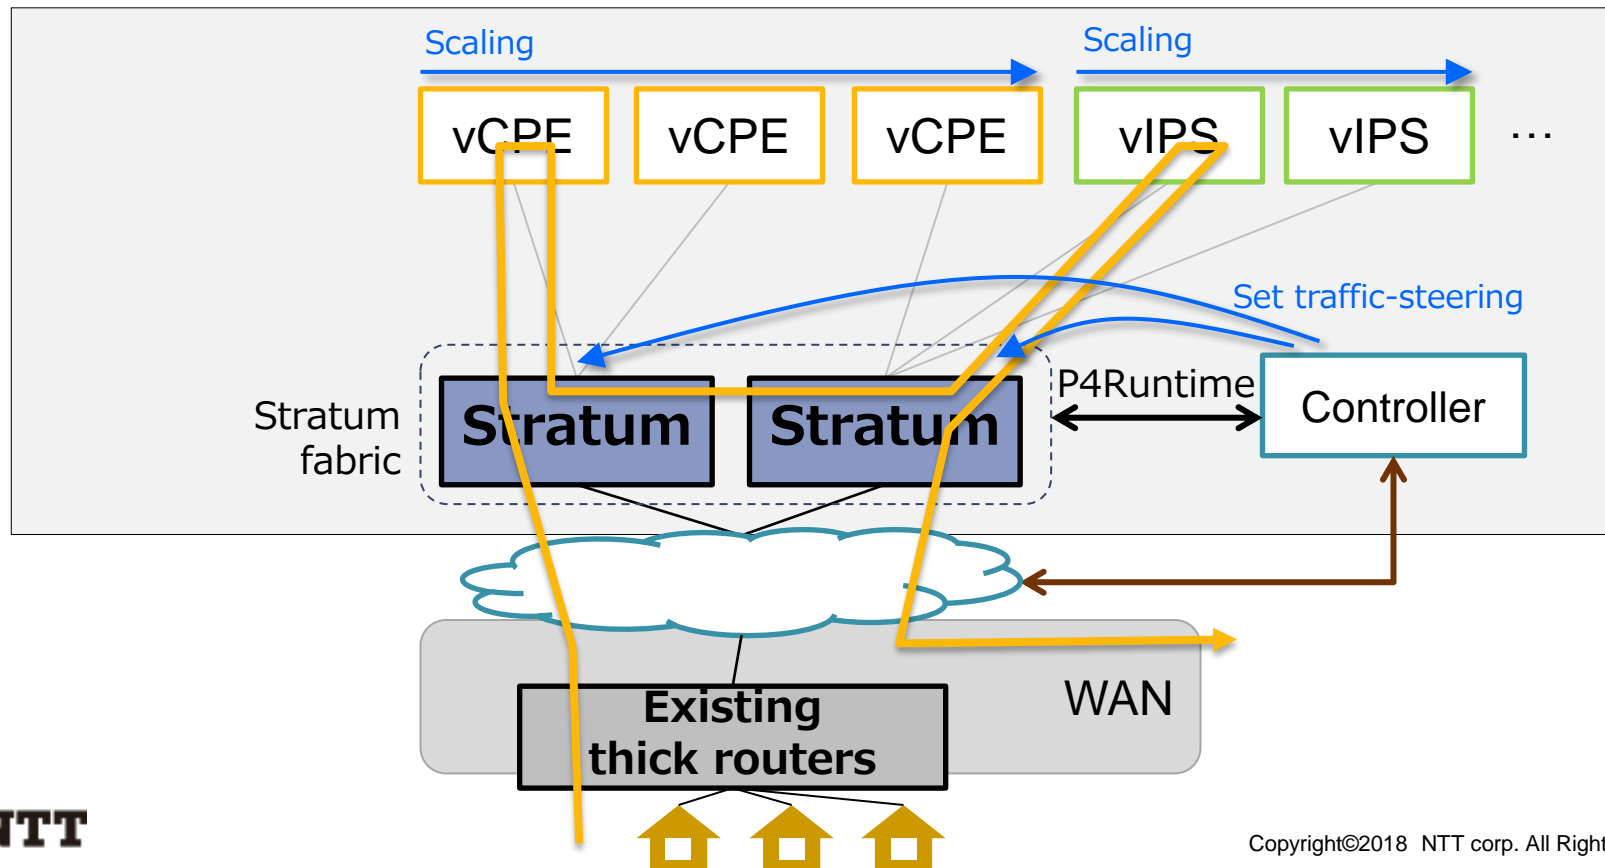 Scaling
Scaling
vCPE
vCPE
vCPE
vIPS
vIPS
…
Set traffic-steering
Stratum
fabric
Stratum
Stratum
P4Runtime
Controller
WAN
Existing
thick routers
NTT
Copyright©2018 NTT corp. All Right